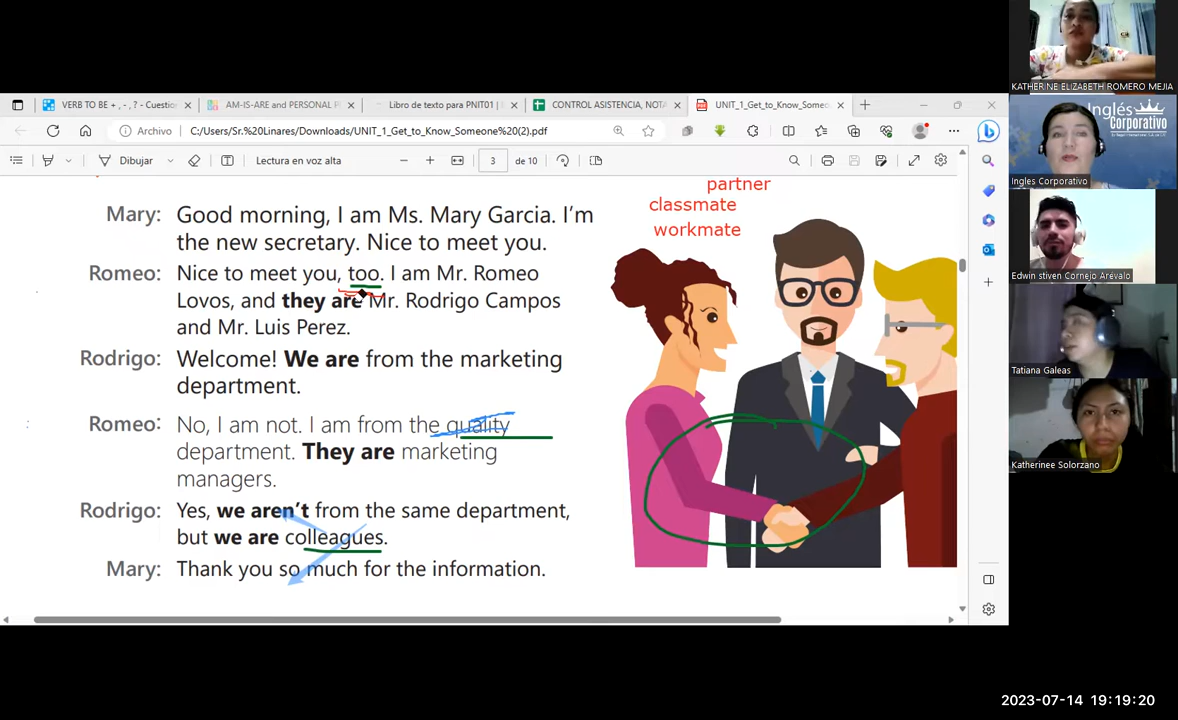 VERB TO BE + , - , ? - Cuestion
AM-IS-ARE and PERSONAL P
Libro de texto para PNIT01 |
CONTROL ASISTENCIA, NOTA
UNIT_1_Get_to_Know_Someone
Archivo
C:/Users/Sr.%20Linares/Downloads/UNIT_1_Get_to_Know_Someone%20(2).pdf
Dibujar
Lectura en voz alta
3
de 10
partner
classmate
workmate
Mary: Good morning, I am Ms. Mary Garcia. I'm
the new secretary. Nice to meet you.
Romeo: Nice to meet you, too. I am Mr. Romeo
Lovos, and they are Mr. Rodrigo Campos
and Mr. Luis Perez.
Rodrigo: Welcome! We are from the marketing
department.
Romeo: No, I am not. I am from the quality
department. They are marketing
managers.
Rodrigo: Yes, we aren't from the same department,
but we are colleagues.
Mary: Thank you so much for the information.
KATHERINE ELIZABETH ROMERO MEJIA
Inglés
Corporativo
Ingles Corporativo
Edwin stiven Cornejo Arévalo
Tatiana Galeas
Katherinee Solorzano
2023-07-14 19:19:20